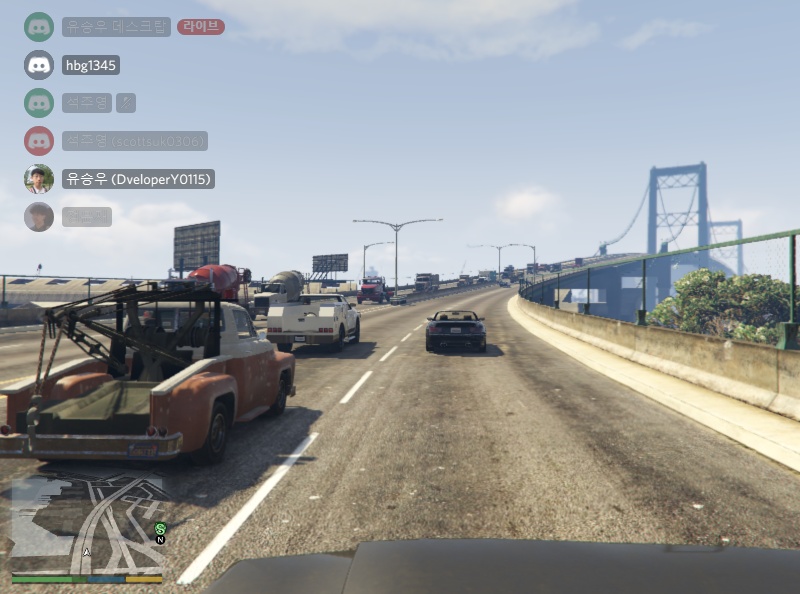 유승우 데스크탑 라이브
hbg1345
석주영
석주영 (scottsuk0306)
유승우 (DveloperY0115)
N